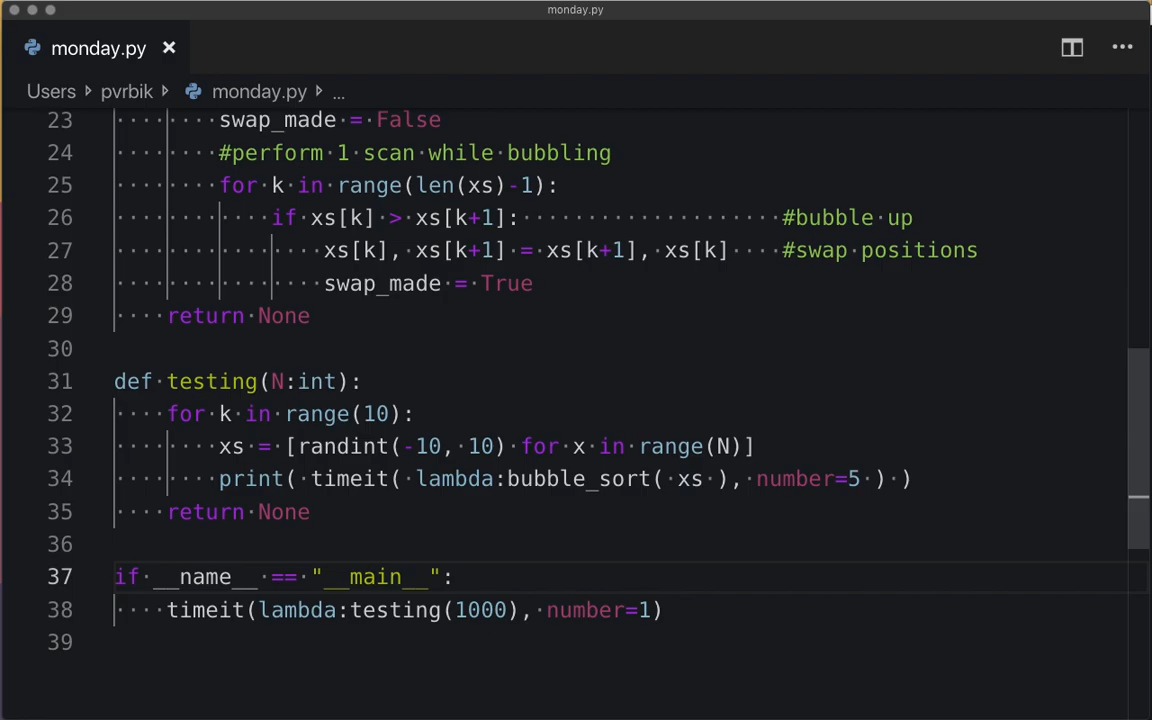 monday.py
monday.py ×
Users pvrbik monday.py ...
23 swap_made = False
24 #perform 1 scan while bubbling
25 for k in range(len(xs)-1):
26 if xs[k] > xs[k+1]: #bubble up
27 xs[k], xs[k+1] = xs[k+1], xs[k] #swap positions
28 swap_made = True
29 return None
30
31 def testing(N:int):
32 for k in range(10):
33 xs = [randint(-10, 10) for x in range(N)]
34 print( timeit( lambda:bubble_sort( xs ), number=5 ) )
35 return None
36
37 if __name__ == "__main__":
38 timeit(lambda:testing(1000), number=1)
39